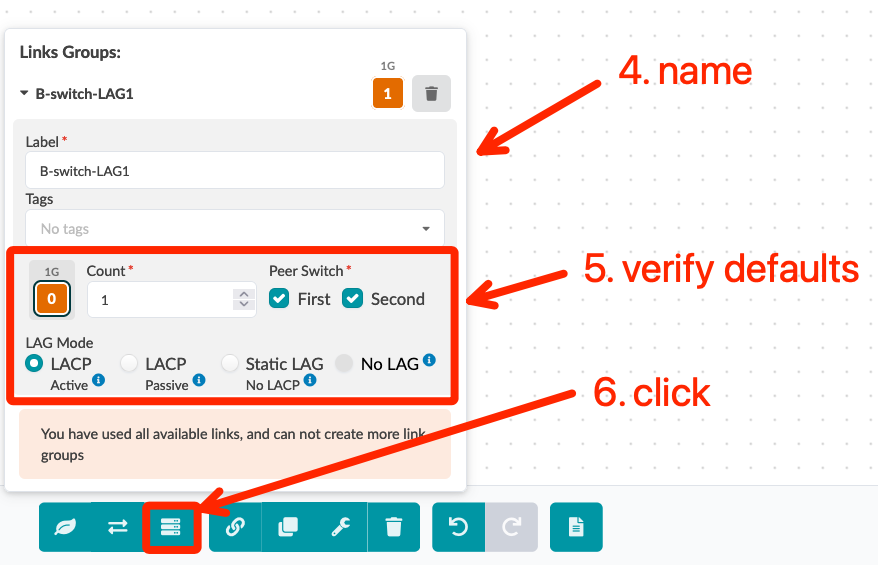 Links Groups:
1G
B-switch-LAG1
1
4. name
Label *
B-switch-LAG1
Tags
No tags
1G
0
Count *
1
Peer Switch *
First
Second
5. verify defaults
LAG Mode
LACP
Active
LACP
Passive
Static LAG
No LACP
No LAG
6. click
You have used all available links, and can not create more link
groups